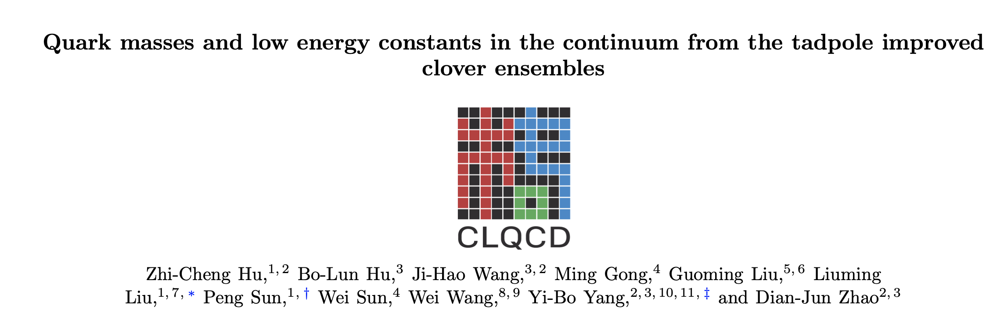 Quark masses and low energy constants in the continuum from the tadpole improved
clover ensembles
CLQCD
Zhi-Cheng Hu,1, 2 Bo-Lun Hu,3 Ji-Hao Wang,3, 2 Ming Gong,4 Guoming Liu,5, 6 Liuming
Liu,1, 7, * Peng Sun,1, † Wei Sun,4 Wei Wang,8, 9 Yi-Bo Yang,2, 3, 10, 11, ‡ and Dian-Jun Zhao2, 3